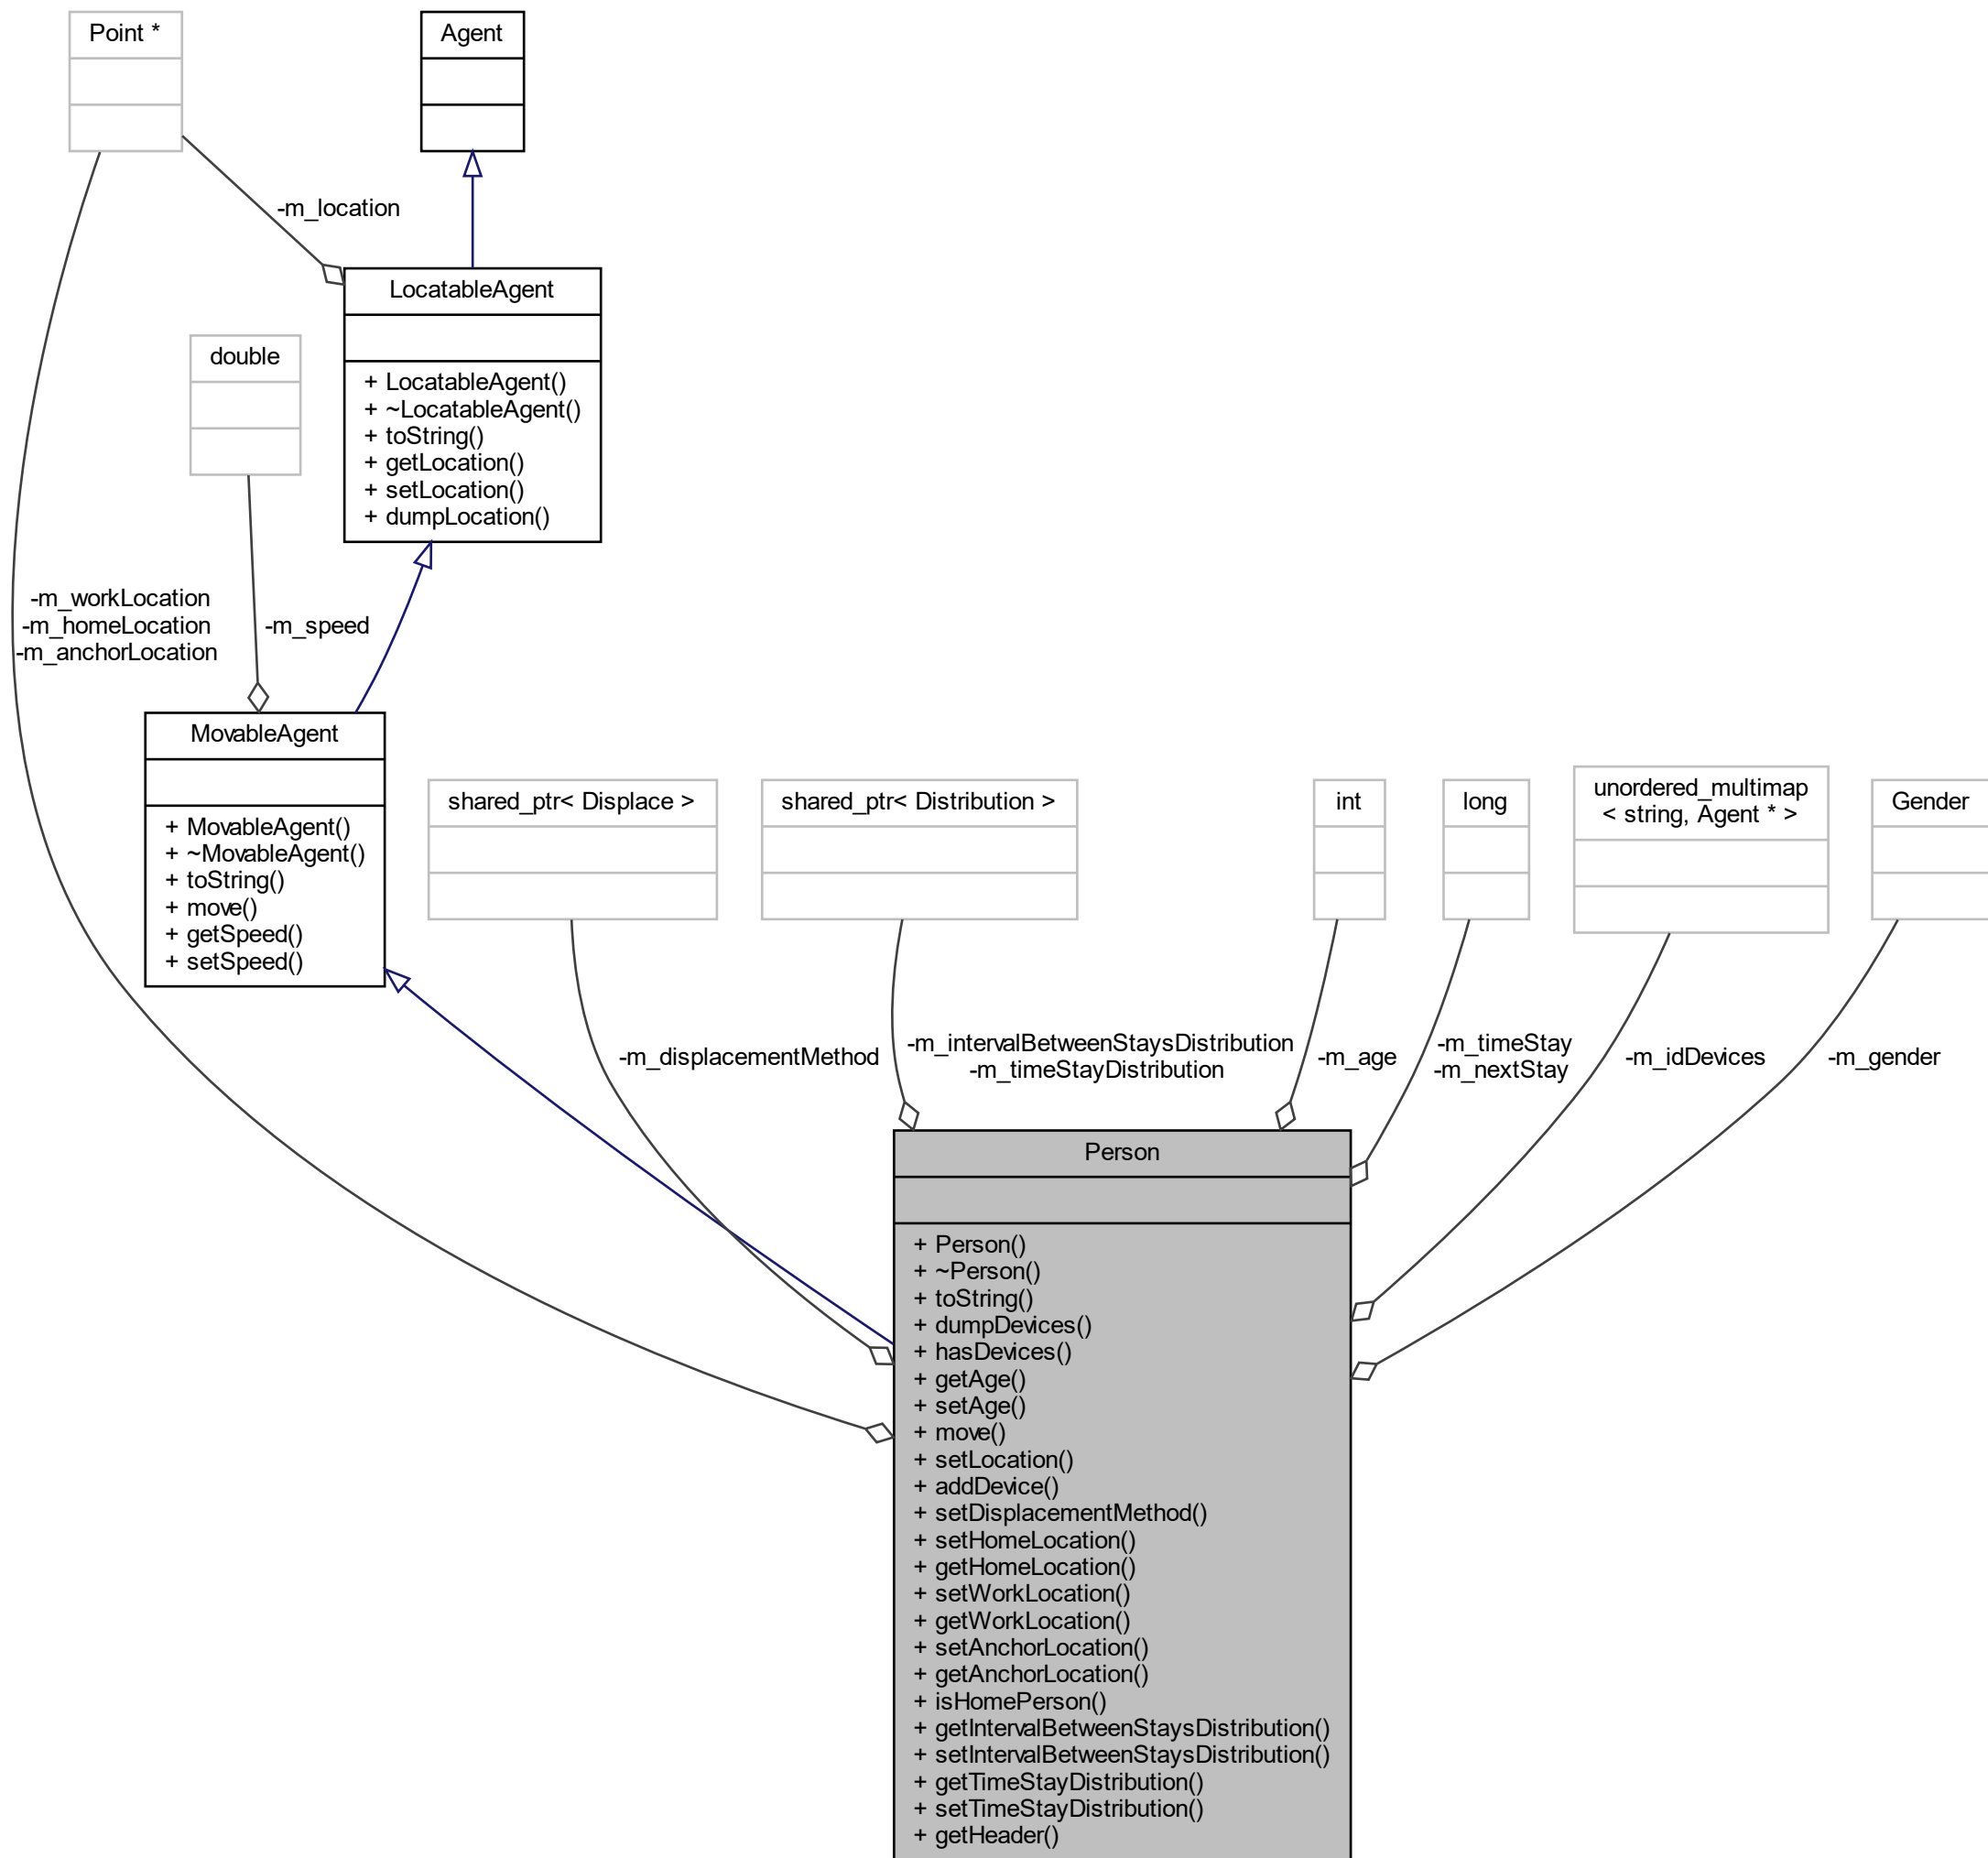 Point *
Agent
-m_location
LocatableAgent
+ LocatableAgent()
+ ~LocatableAgent()
+ toString()
+ getLocation()
+ setLocation()
+ dumpLocation()
double
-m_workLocation
-m_homeLocation
-m_anchorLocation
-m_speed
MovableAgent
+ MovableAgent()
+ ~MovableAgent()
+ toString()
+ move()
+ getSpeed()
+ setSpeed()
shared_ptr< Displace >
shared_ptr< Distribution >
int
long
unordered_multimap
< string, Agent * >
Gender
-m_displacementMethod
-m_intervalBetweenStaysDistribution
-m_timeStayDistribution
-m_age
-m_timeStay
-m_nextStay
-m_idDevices
-m_gender
Person
+ Person()
+ ~Person()
+ toString()
+ dumpDevices()
+ hasDevices()
+ getAge()
+ setAge()
+ move()
+ setLocation()
+ addDevice()
+ setDisplacementMethod()
+ setHomeLocation()
+ getHomeLocation()
+ setWorkLocation()
+ getWorkLocation()
+ setAnchorLocation()
+ getAnchorLocation()
+ isHomePerson()
+ getIntervalBetweenStaysDistribution()
+ setIntervalBetweenStaysDistribution()
+ getTimeStayDistribution()
+ setTimeStayDistribution()
+ getHeader()